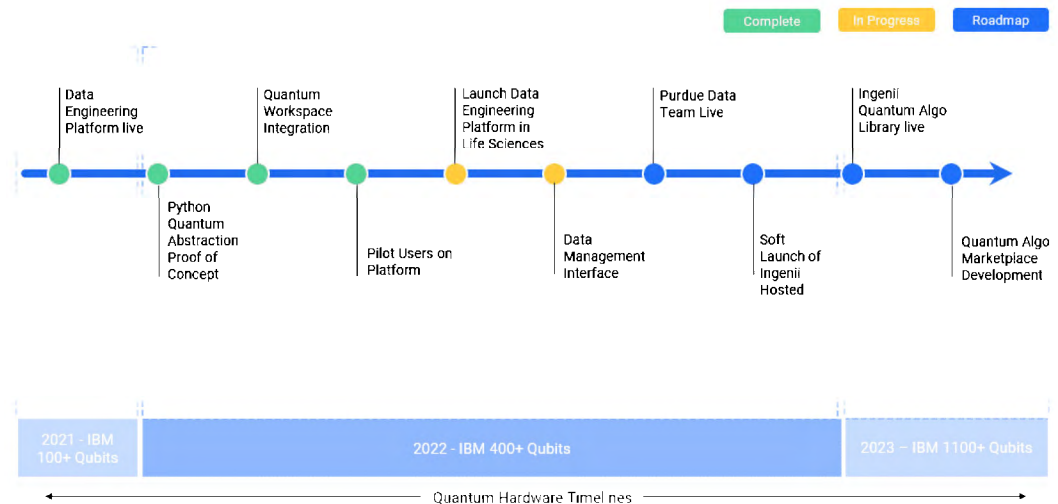 Complete
In Progress
Roadmap
Data
Engineering
Platform live
Quantum
Workspace
Integration
Launch Data
Engineering
Platform in
Life Sciences
Purdue Data
Team Live
Ingenii
Quantum Algo
Library live
Python
Quantum
Abstraction
Proof of
Concept
Pilot Users on
Platform
Data
Management
Interface
Soft
Launch of
Ingenii
Hosted
Quantum Algo
Marketplace
Development
2021 - IBM
100+ Qubits
2022 - IBM 400+ Qubits
2023 – IBM 1100+ Qubits
Quantum Hardware Timelines